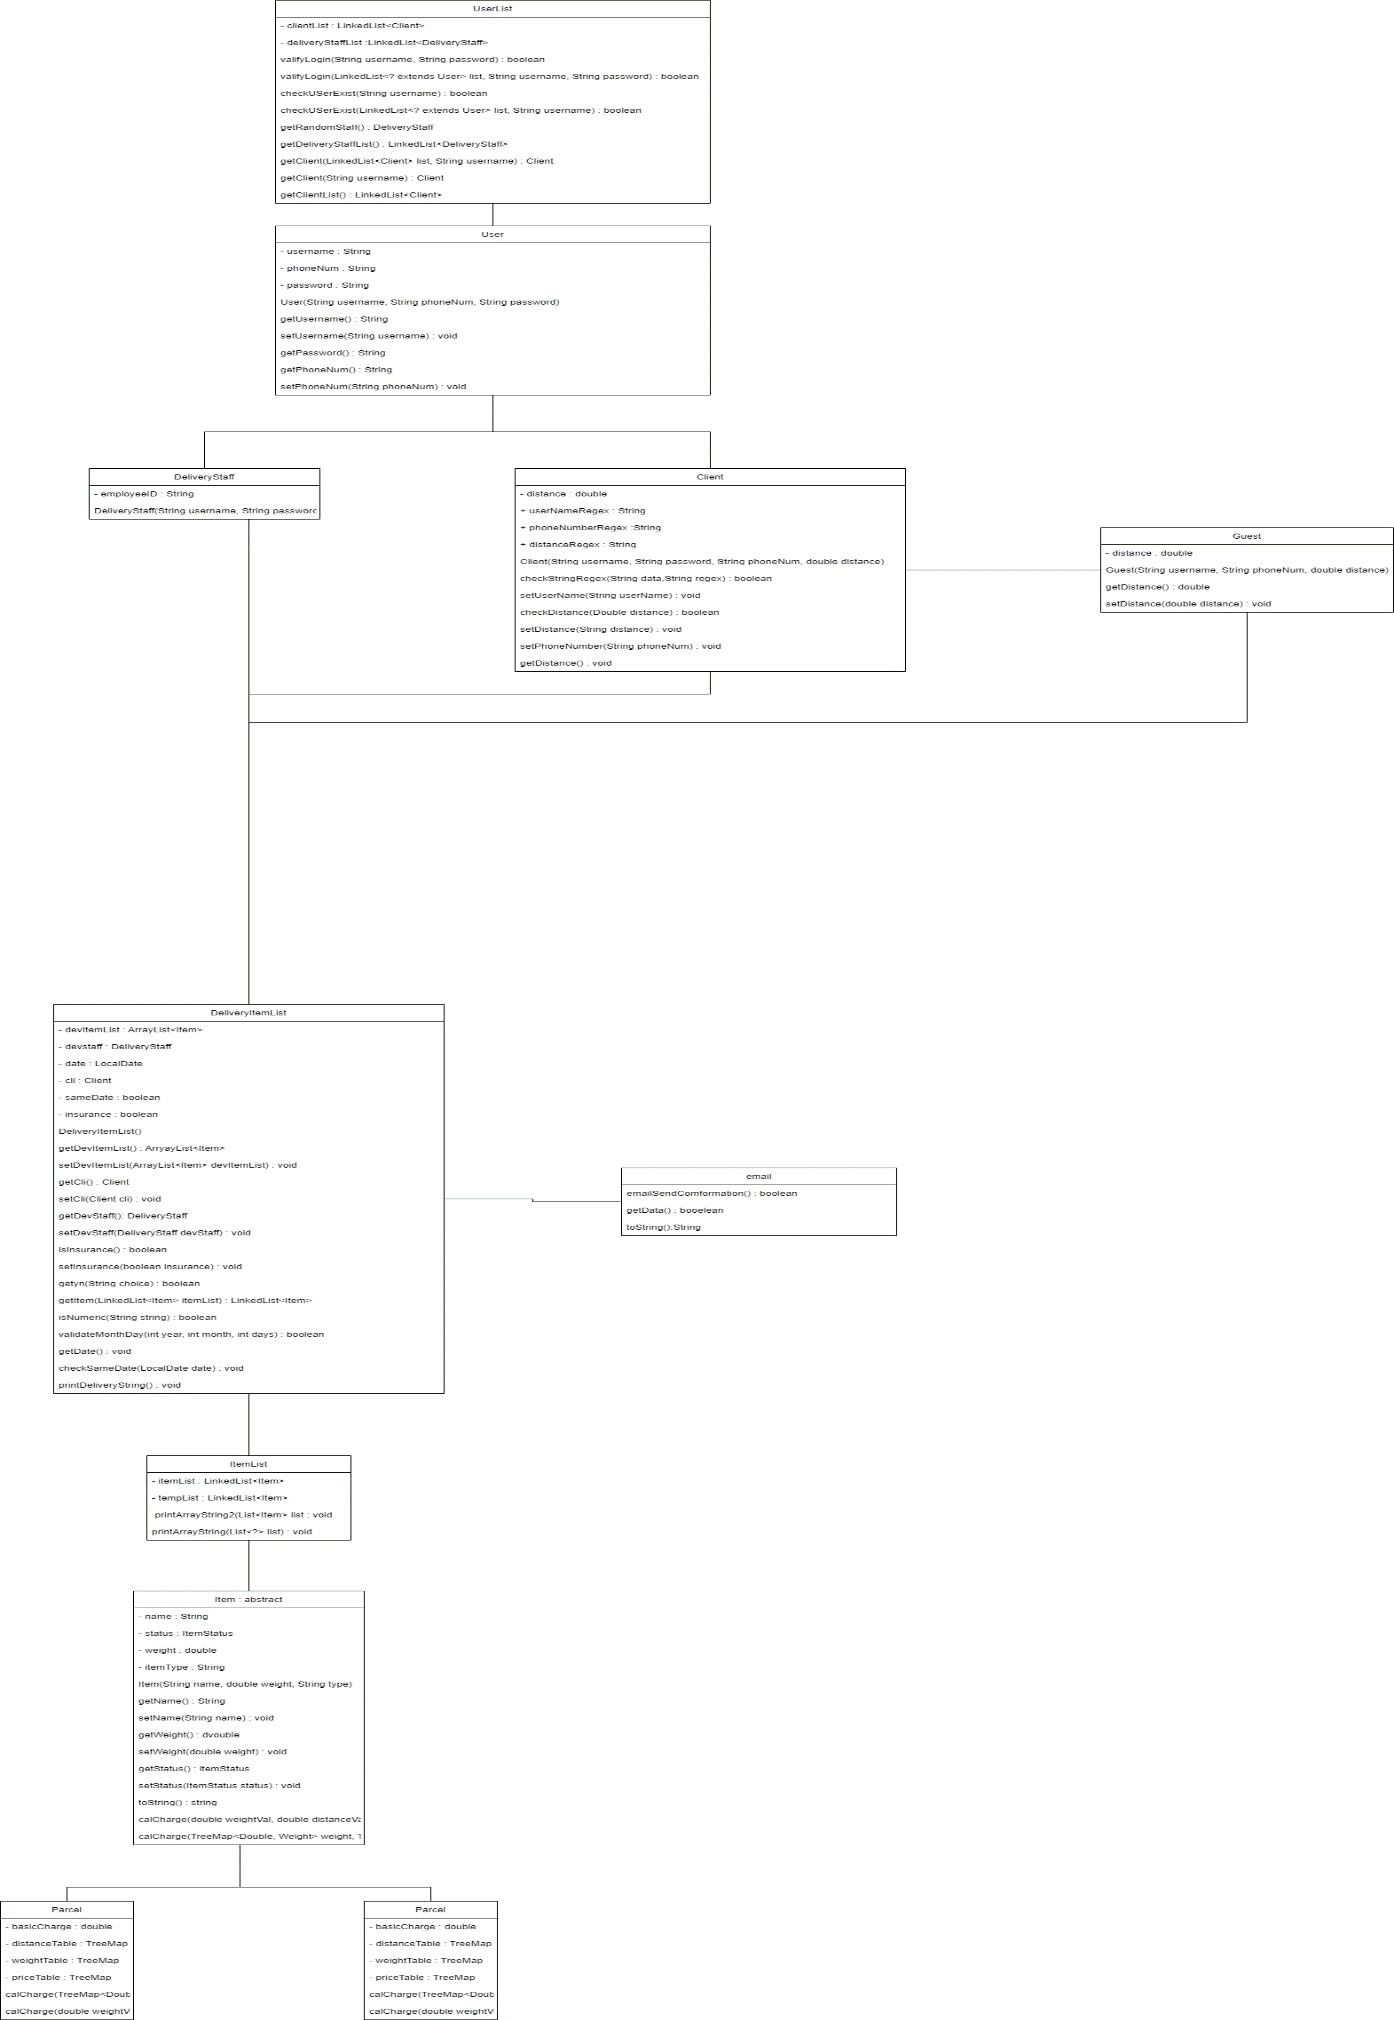 UserList
- clientList : LinkedList<Client>
- deliveryStaffList :LinkedList<DeliveryStaff>
valifyLogin(String username, String password) : boolean
valifyLogin(LinkedList<? extends User> list, String username, String password) : boolean
checkUSerExist(String username) : boolean
checkUSerExist(LinkedList<? extends User> list, String username) : boolean
getRandomStaff() : DeliveryStaff
getDeliveryStaffList() : LinkedList<DeliveryStaff>
getClient(LinkedList<Client> list, String username) : Client
getClient(String username) : Client
getClientList() : LinkedList<Client>
User
- username : String
- phoneNum : String
- password : String
User(String username, String phoneNum, String password)
getUsername() : String
setUsername(String username) : void
getPassword() : String
getPhoneNum() : String
setPhoneNum(String phoneNum) : void
DeliveryStaff
- employeeID : String
DeliveryStaff(String username, String password
Client
- distance : double
+ userNameRegex : String
+ phoneNumberRegex :String
+ distanceRegex : String
Client(String username, String password, String phoneNum, double distance)
checkStringRegex(String data,String regex) : boolean
setUserName(String userName) : void
checkDistance(Double distance) : boolean
setDistance(String distance) : void
setPhoneNumber(String phoneNum) : void
getDistance() : void
Guest
- distance : double
Guest(String username, String phoneNum, double distance)
getDistance() : double
setDistance(double distance) : void
DeliveryItemList
- devItemList : ArrayList<Item>
- devstaff : DeliveryStaff
- date : LocalDate
- cli : Client
- sameDate : boolean
- insurance : boolean
DeliveryItemList()
getDevItemList() : ArryayList<Item>
setDevItemList(ArrayList<Item> devItemList) : void
getCli() : Client
setCli(Client cli) : void
getDevStaff(): DeliveryStaff
setDevStaff(DeliveryStaff devStaff) : void
isInsurance() : boolean
setInsurance(boolean insurance) : void
getyn(String choice) : boolean
getItem(LinkedList<Item> itemList) : LinkedList<Item>
isNumeric(String string) : boolean
validateMonthDay(int year, int month, int days) : boolean
getDate() : void
checkSameDate(LocalDate date) : void
printDeliveryString() : void
email
emailSendComformation() : boolean
getData() : booelean
toString():String
ItemList
- itemList : LinkedList<Item>
- tempList : LinkedList<Item>
printArrayString2(List<Item> list : void
printArrayString(List<?> list) : void
Item : abstract
- name : String
- status : ItemStatus
- weight : double
- itemType : String
Item(String name, double weight, String type)
getName() : String
setName(String name) : void
getWeight() : dvouble
setWeight(double weight) : void
getStatus() : ItemStatus
setStatus(ItemStatus status) : void
toString() : string
calCharge(double weightVal, double distanceVa
calCharge(TreeMap<Double, Weight> weight, T
Parcel
- basicCharge : double
- distanceTable : TreeMap
- weightTable : TreeMap
- priceTable : TreeMap
calCharge(TreeMap<Doub
calCharge(double weightV
Parcel
- basicCharge : double
- distanceTable : TreeMap
- weightTable : TreeMap
- priceTable : TreeMap
calCharge(TreeMap<Doub
calCharge(double weightV